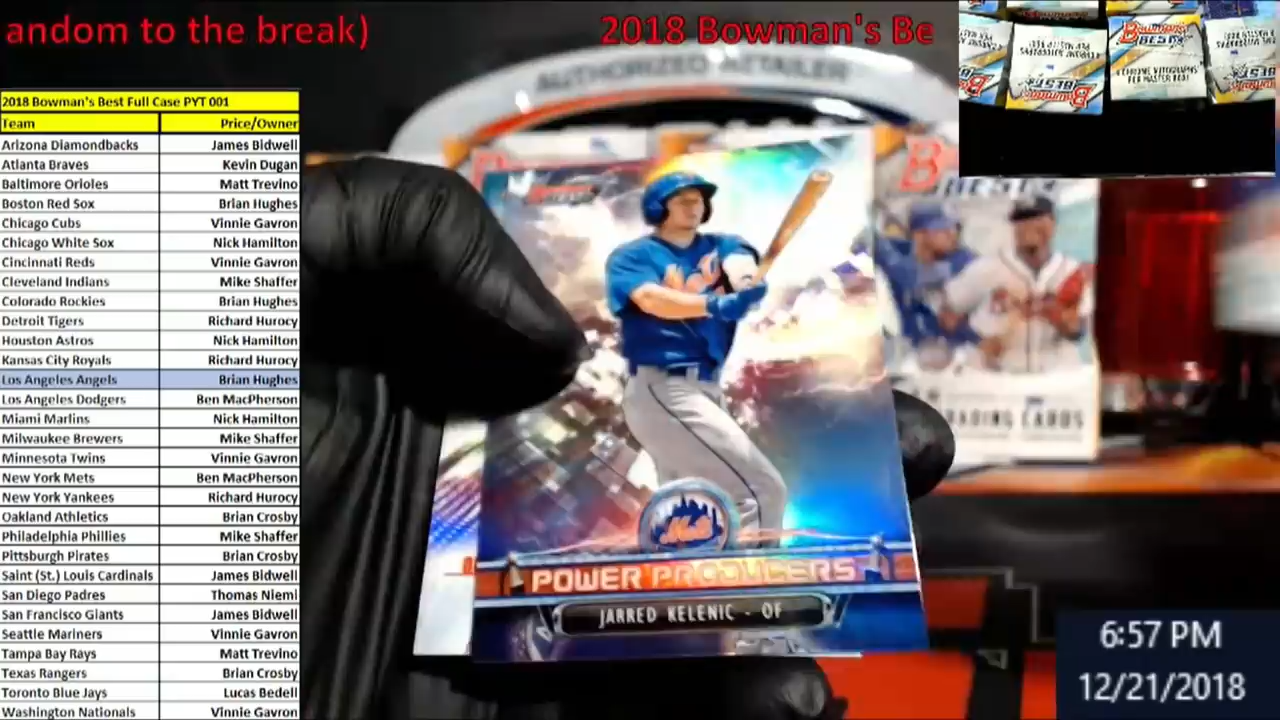 andom to the break)
2018 Bowman's Be
AUTHORIZED RETAILER
2018 Bowman's Best Full Case PYT 001
Team Price/Owner
Arizona Diamondbacks James Bidwell
Atlanta Braves Kevin Dugan
Baltimore Orioles Matt Trevino
Boston Red Sox Brian Hughes
Chicago Cubs Vinnie Gavron
Chicago White Sox Nick Hamilton
Cincinnati Reds Vinnie Gavron
Cleveland Indians Mike Shaffer
Colorado Rockies Brian Hughes
Detroit Tigers Richard Hurocy
Houston Astros Nick Hamilton
Kansas City Royals Richard Hurocy
Los Angeles Angels Brian Hughes
Los Angeles Dodgers Ben MacPherson
Miami Marlins Nick Hamilton
Milwaukee Brewers Mike Shaffer
Minnesota Twins Vinnie Gavron
New York Mets Ben MacPherson
New York Yankees Richard Hurocy
Oakland Athletics Brian Crosby
Philadelphia Phillies Mike Shaffer
Pittsburgh Pirates Brian Crosby
Saint (St.) Louis Cardinals James Bidwell
San Diego Padres Thomas Nieml
San Francisco Giants James Bidwell
Seattle Mariners Vinnie Gavron
Tampa Bay Rays Matt Trevino
Texas Rangers Brian Crosby
Toronto Blue Jays Lucas Bedell
Washington Nationals Vinnie Gavron
Mets
POWER PRODUCERS
JARRED KELENIC - OF
BEST
TRADING CARDS
6:57 PM
12/21/2018